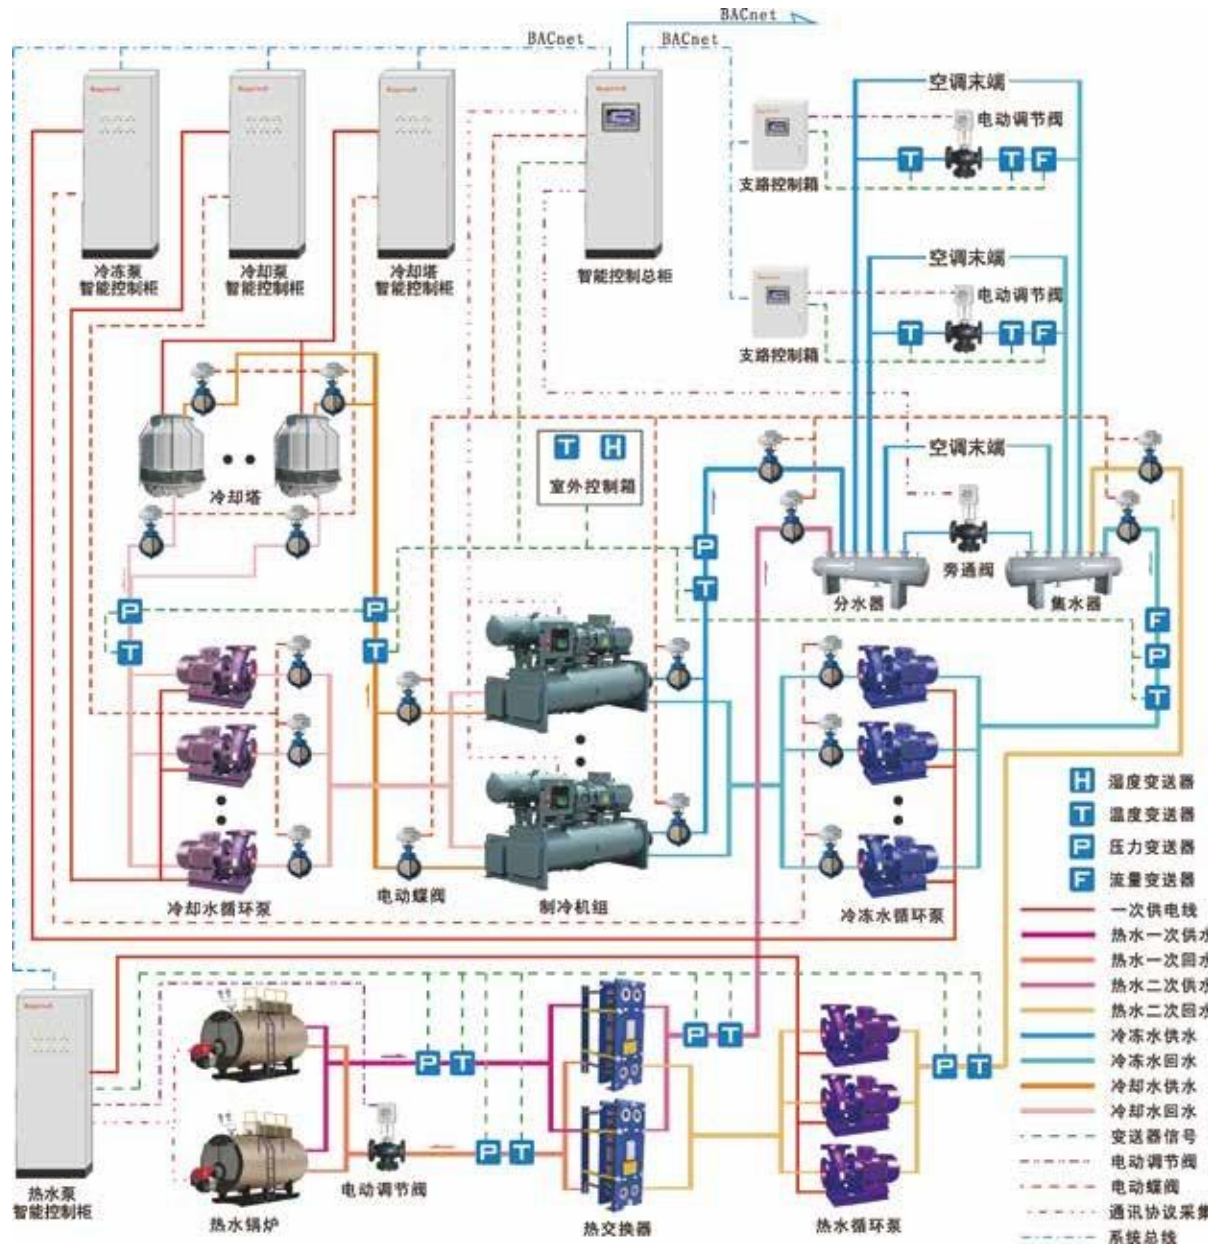 BACnet
BACnet
BACnet
空调末端
电动调节阀
T
T
F
支路控制箱
冷冻泵
智能控制柜
冷却泵
智能控制柜
冷却塔
智能控制柜
智能控制总柜
空调末端
电动调节阀
T
T
F
支路控制箱
空调末端
T
H
室外控制箱
冷却塔
旁通阀
分水器
集水器
P
T
P
T
P
T
F
P
T
冷却水循环泵
电动蝶阀
制冷机组
冷冻水循环泵
H 湿度变送器
T 温度变送器
P 压力变送器
F 流量变送器
一次供电线
热水一次供水
热水一次回水
热水二次供水
热水二次回水
冷冻水供水
冷冻水回水
冷却水供水
冷却水回水
变送器信号
电动调节阀
电动蝶阀
通讯协议采集
系统总线
P
T
P
T
P
T
P
T
热水泵
智能控制柜
热水锅炉
电动调节阀
热交换器
热水循环泵